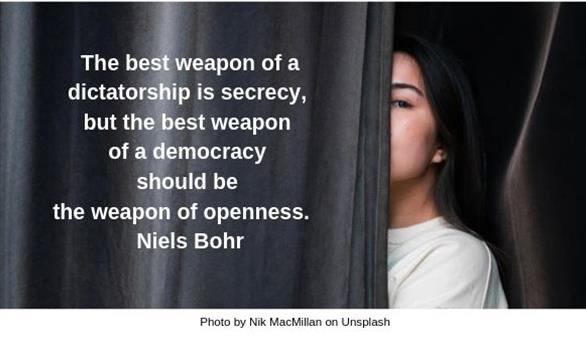 The best weapon of a
dictatorship is secrecy,
but the best weapon
of a democracy
should be
the weapon of openness.
Niels Bohr
Photo by Nik MacMillan on Unsplash